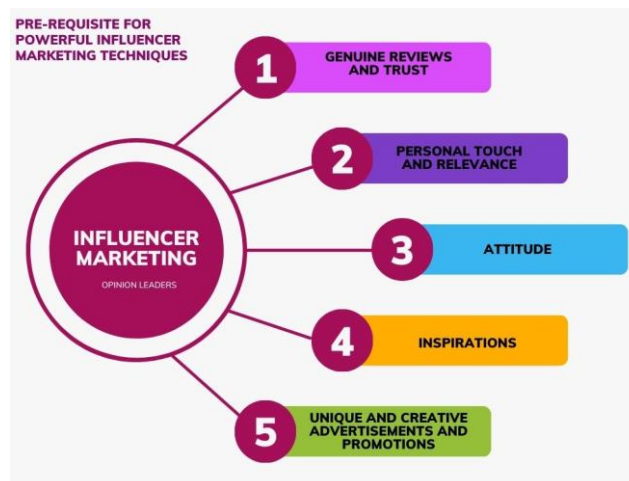 PRE-REQUISITE FOR
POWERFUL INFLUENCER
MARKETING TECHNIQUES
1
GENUINE REVIEWS
AND TRUST
2
PERSONAL TOUCH
AND RELEVANCE
INFLUENCER
MARKETING
OPINION LEADERS
3
ATTITUDE
4
INSPIRATIONS
5
UNIQUE AND CREATIVE
ADVERTISEMENTS AND
PROMOTIONS